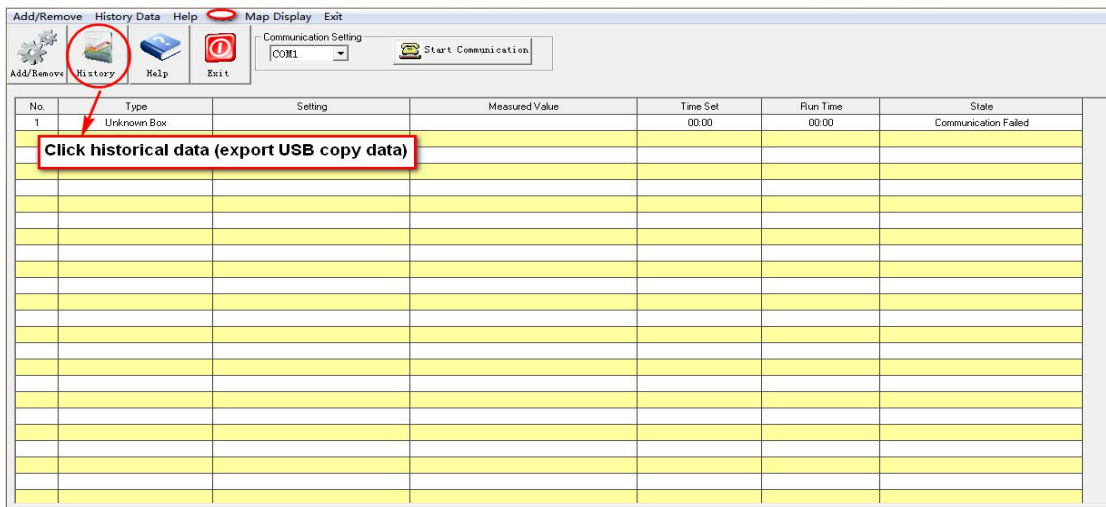 Add/Remove History Data Help Map Display Exit
Communication Setting
COM1
Start Communication
Add/Remove History Help Exit
No. Type Setting Measured Value Time Set Run Time State
1 Unknown Box 00:00 00:00 Communication Failed
Click historical data (export USB copy data)